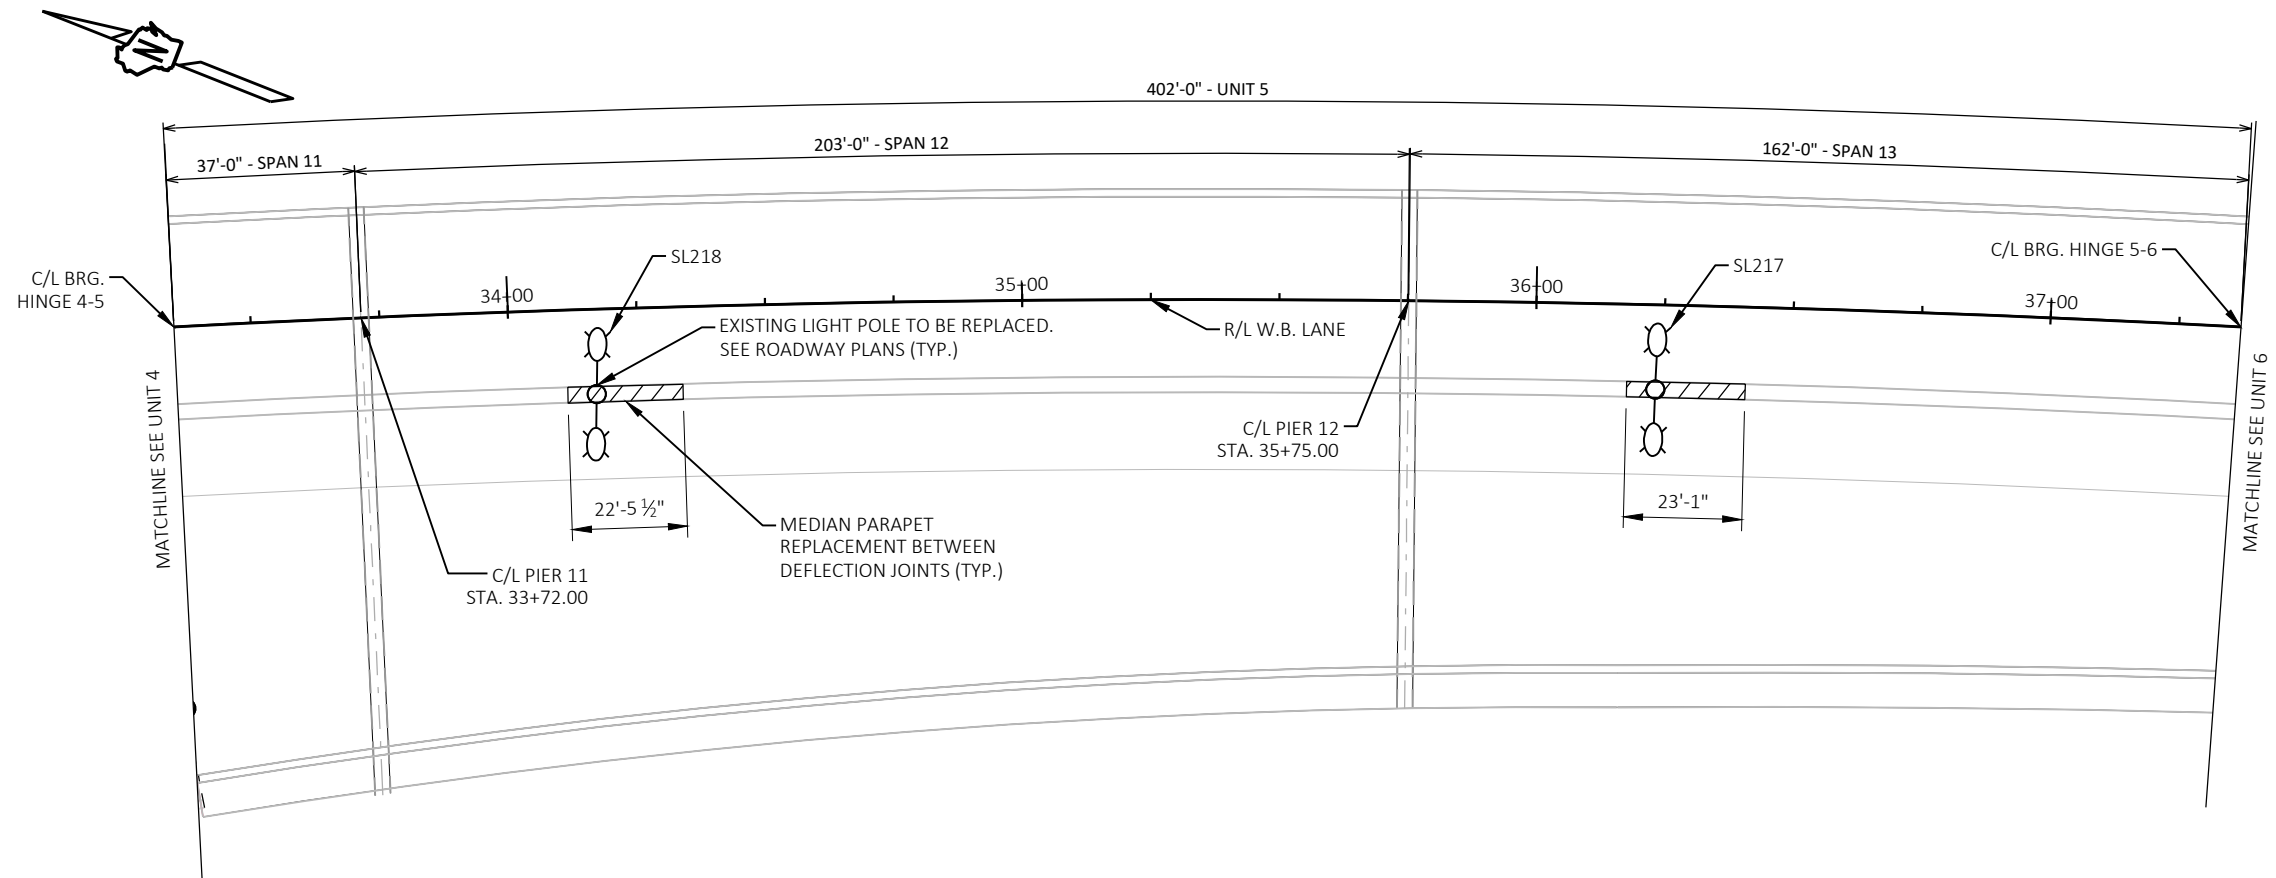 N
402'-0" - UNIT 5
203'-0" - SPAN 12
162'-0" - SPAN 13
37'-0" - SPAN 11
C/L BRG.
HINGE 4-5
SL218
SL217
C/L BRG. HINGE 5-6
34+00
35+00
36+00
37+00
EXISTING LIGHT POLE TO BE REPLACED.
SEE ROADWAY PLANS (TYP.)
R/L W.B. LANE
MATCHLINE SEE UNIT 4
MATCHLINE SEE UNIT 6
C/L PIER 12
STA. 35+75.00
22'-5 ½"
23'-1"
MEDIAN PARAPET
REPLACEMENT BETWEEN
DEFLECTION JOINTS (TYP.)
C/L PIER 11
STA. 33+72.00